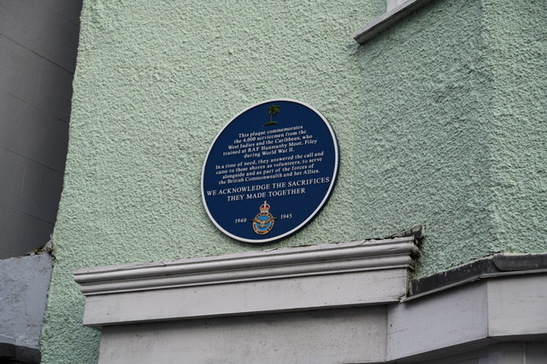 This plaque commemorates
the 4,000 servicemen from the
West Indies and the Caribbean, who
trained at RAF Hunmanby Moor, Filey
during World War II.
In a time of need, they answered the call and
came to these shores as volunteers, to serve
alongside and as part of the forces of
the British Commonwealth and her Allies.
WE ACKNOWLEDGE THE SACRIFICES
THEY MADE TOGETHER
1940 1945